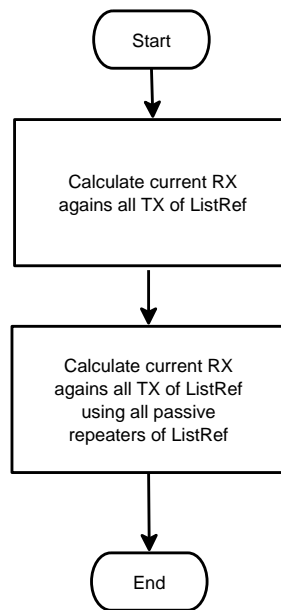 Start
Calculate current RX
agains all TX of ListRef
Calculate current RX
agains all TX of ListRef
using all passive
repeaters of ListRef
End